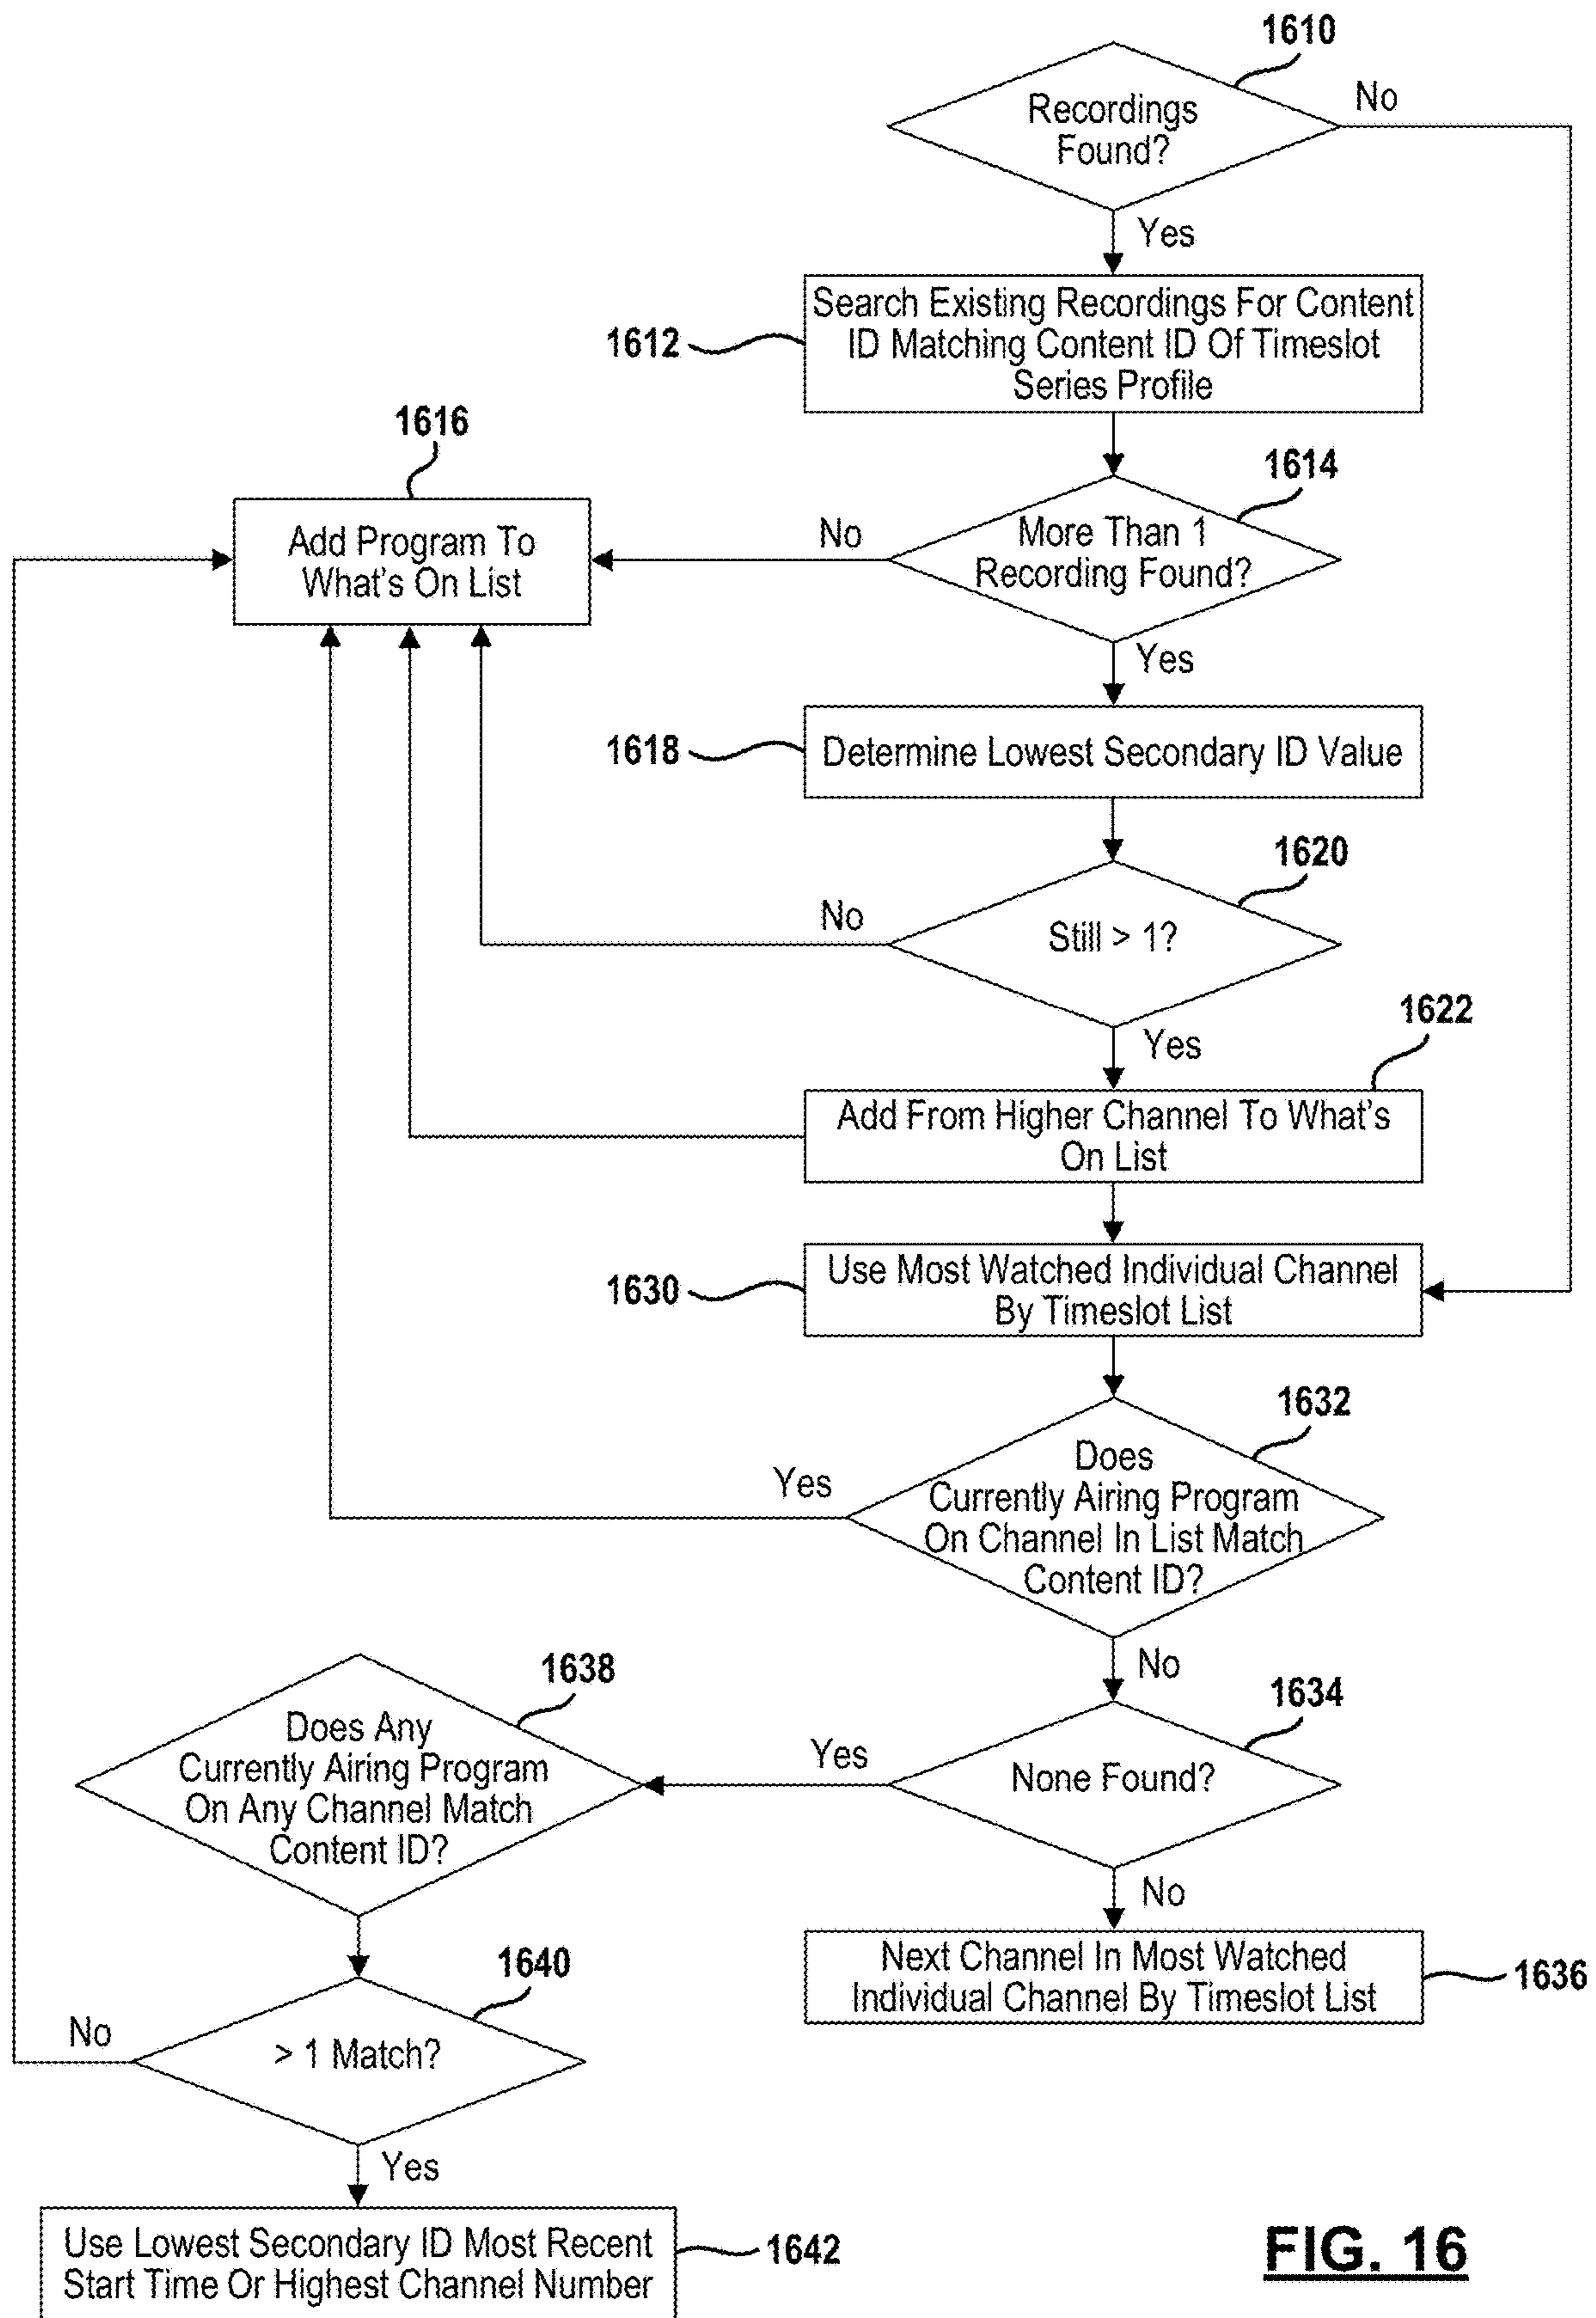 1610
Recordings
Found?
No
Yes
1612
Search Existing Recordings For Content
ID Matching Content ID Of Timeslot
Series Profile
1616
Add Program To
What's On List
1614
More Than 1
Recording Found?
No
Yes
1618
Determine Lowest Secondary ID Value
1620
Still > 1?
No
Yes
1622
Add From Higher Channel To What's
On List
1630
Use Most Watched Individual Channel
By Timeslot List
1632
Does
Currently Airing Program
On Channel In List Match
Content ID?
Yes
No
1634
None Found?
Yes
No
1638
Does Any
Currently Airing Program
On Any Channel Match
Content ID?
Next Channel In Most Watched
Individual Channel By Timeslot List
1636
1640
> 1 Match?
No
Yes
Use Lowest Secondary ID Most Recent
Start Time Or Highest Channel Number
1642
FIG. 16